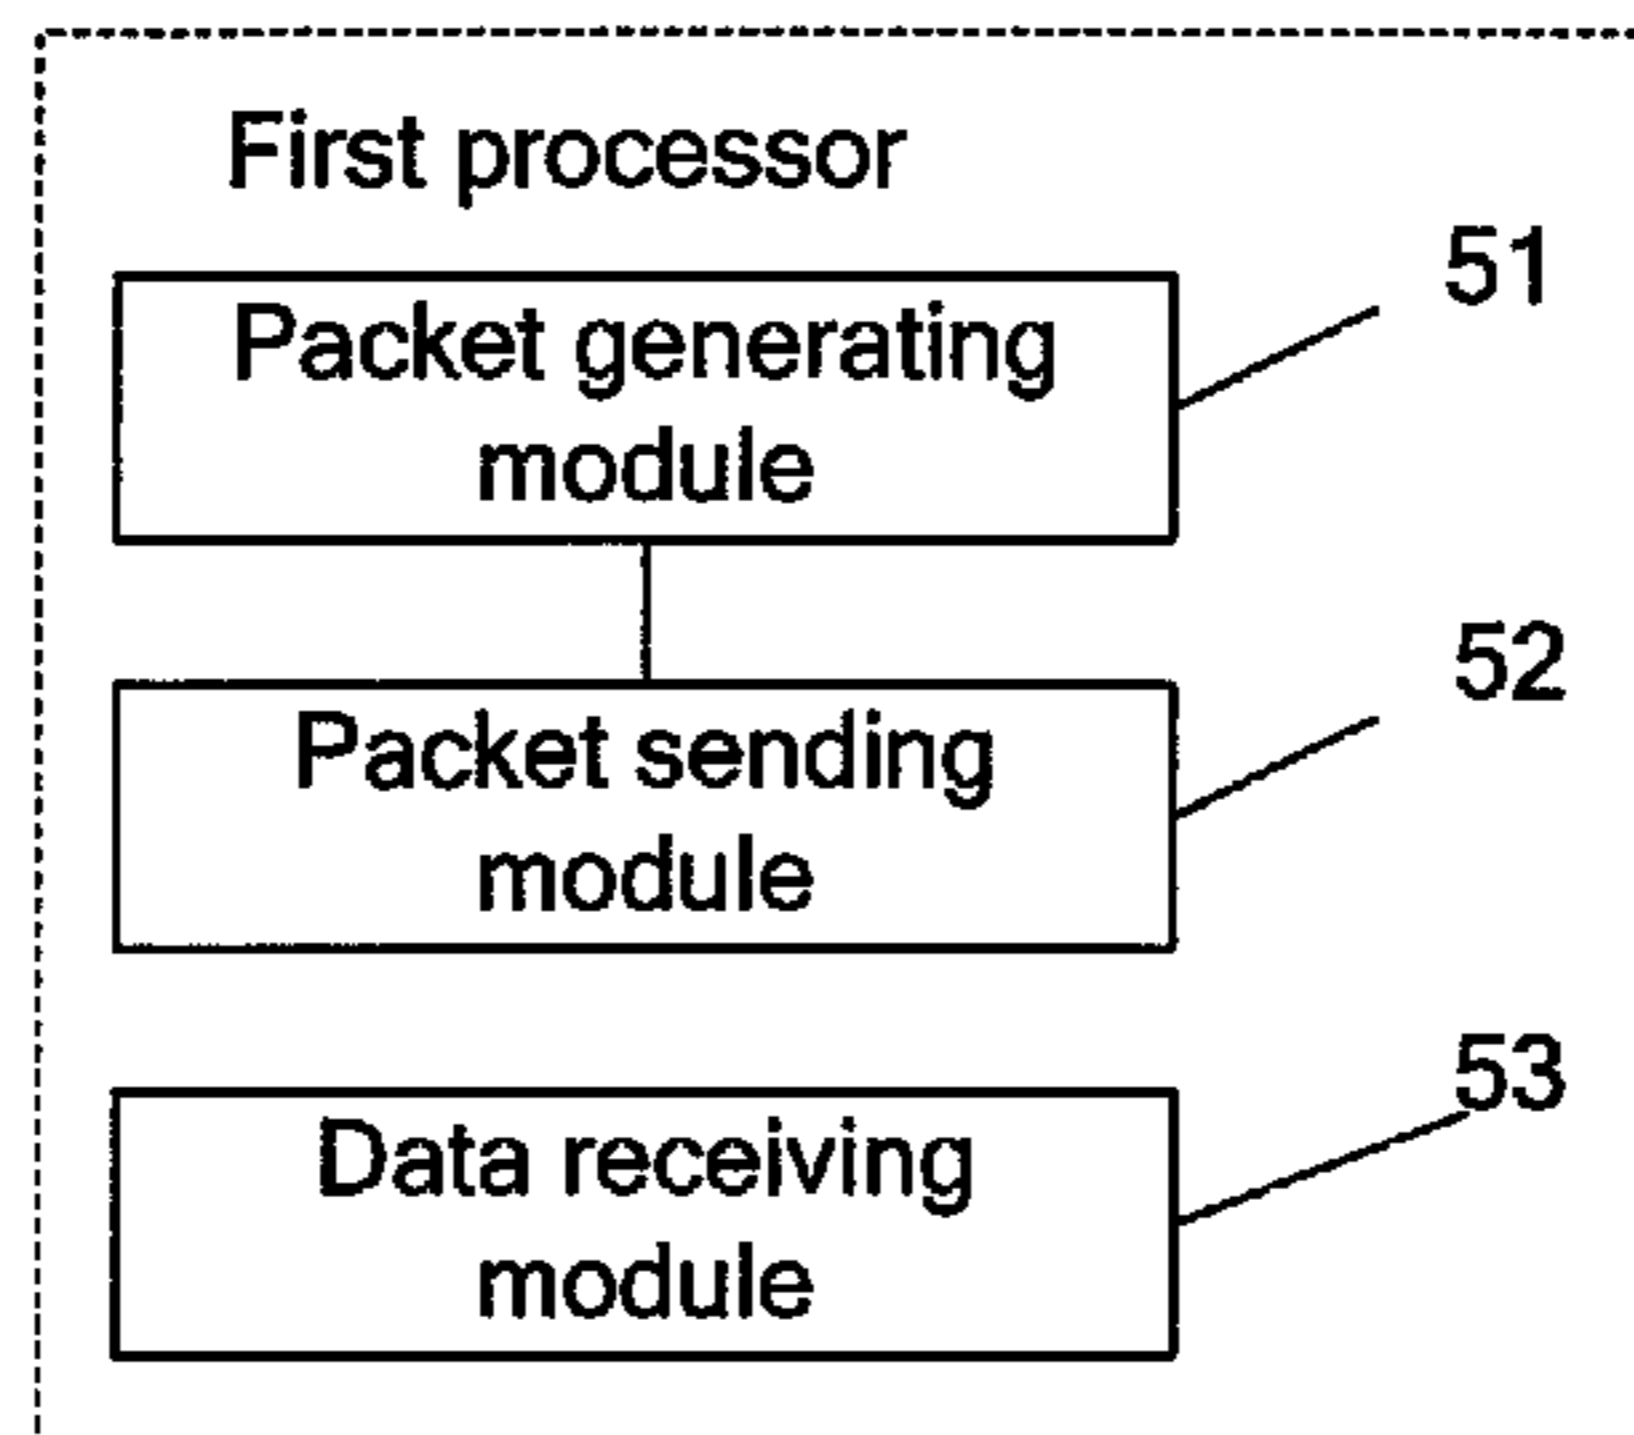 First processor
51
Packet generating
module
52
Packet sending
module
53
Data receiving
module